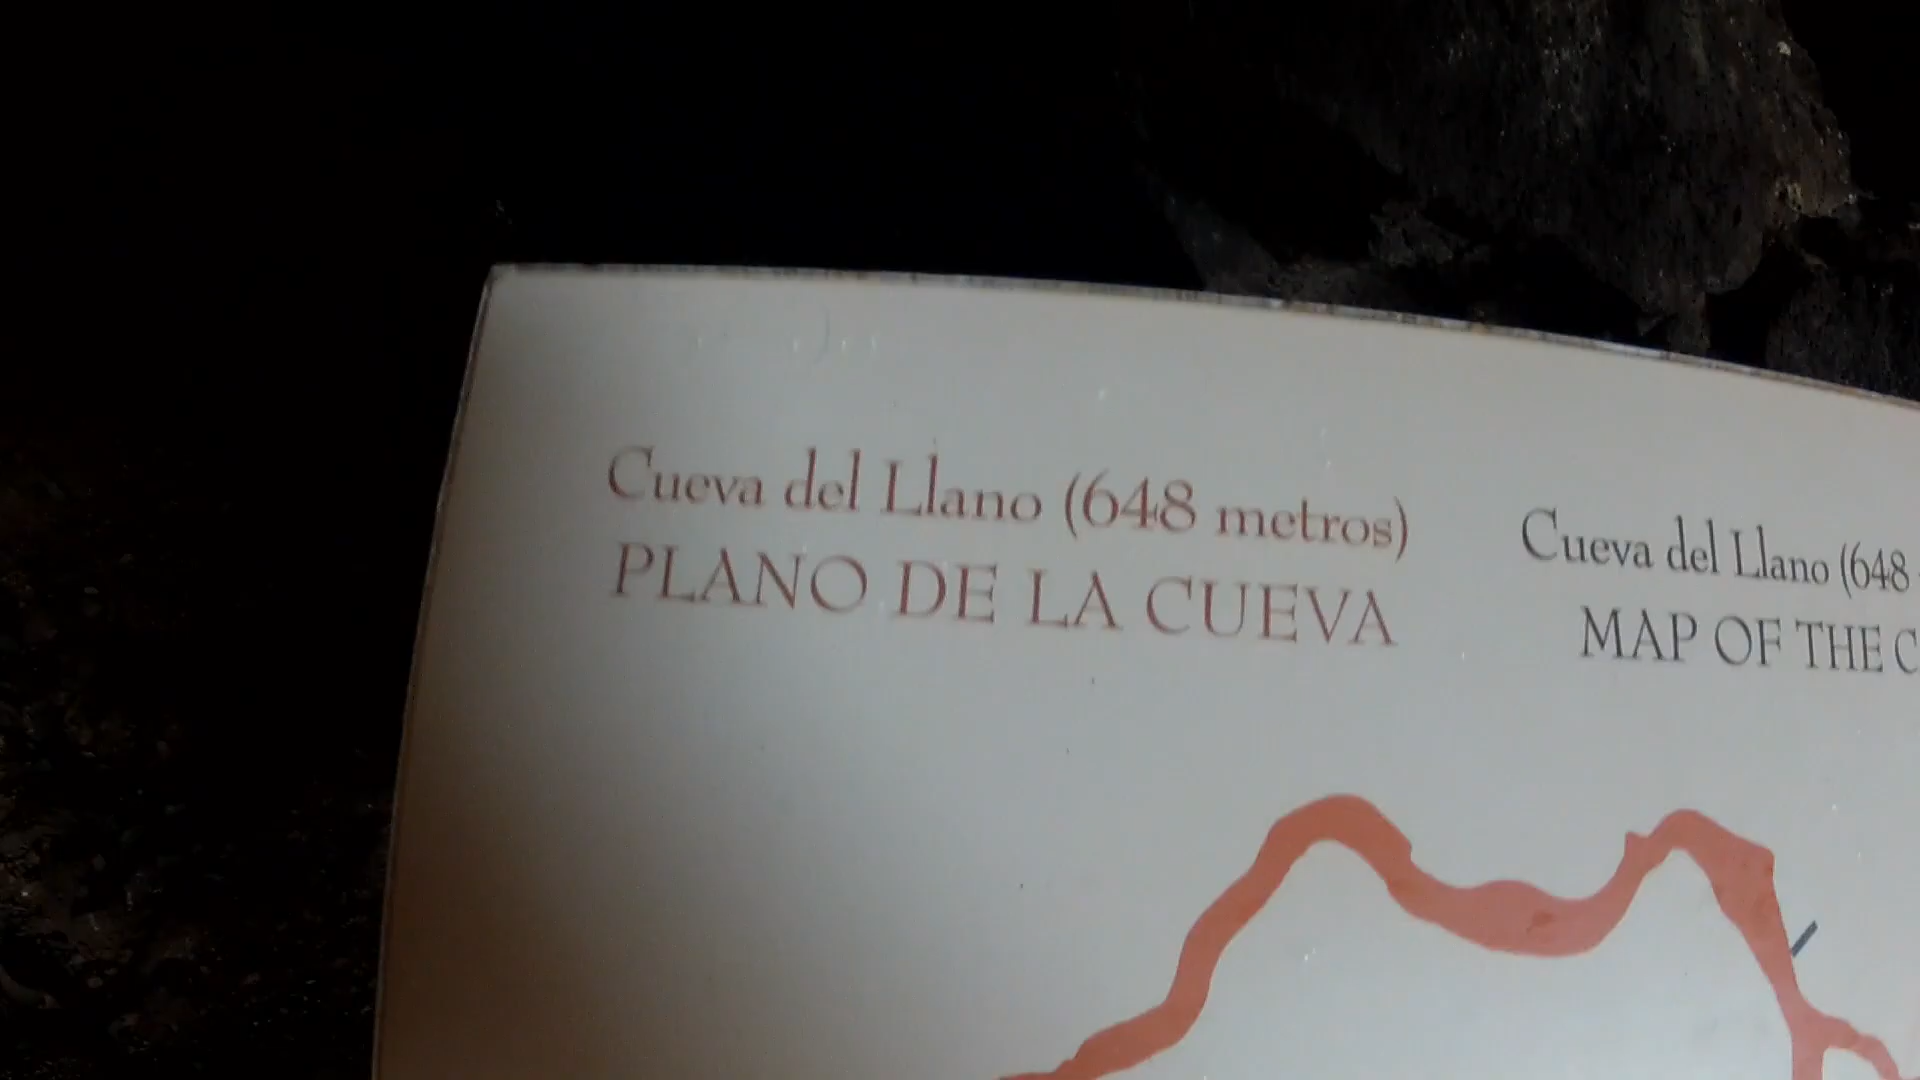 Cueva del Llano (648 metros)
PLANO DE LA CUEVA
Cueva del Llano (648
MAP OF THE C